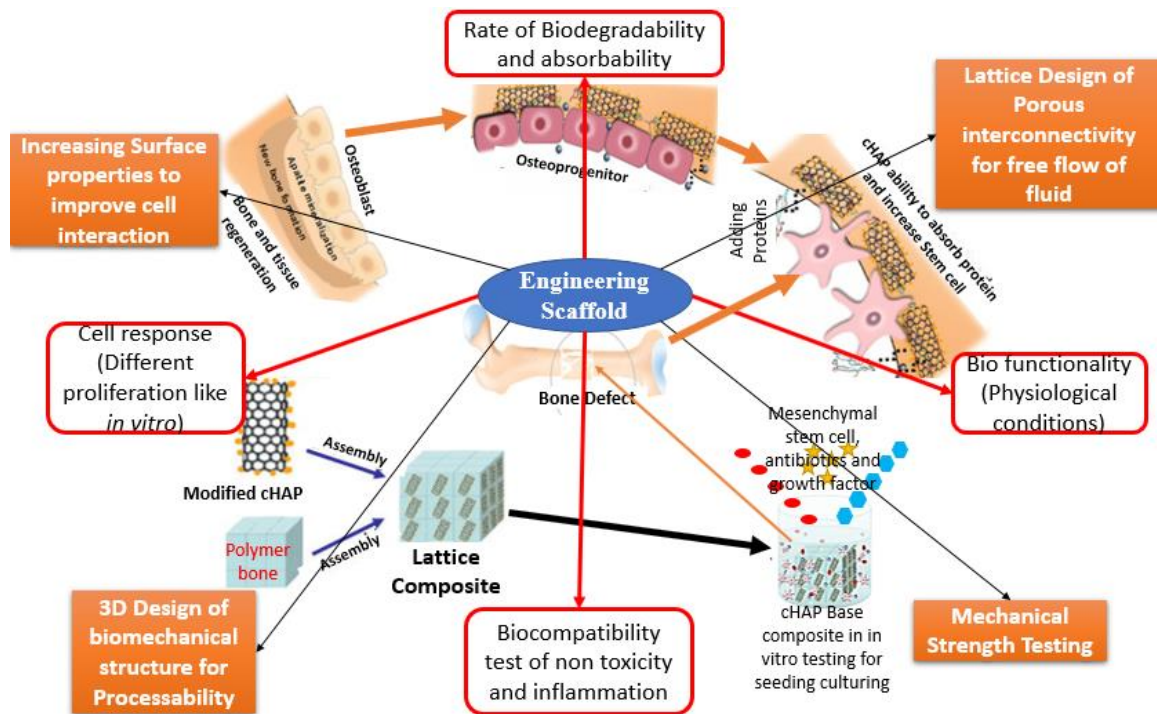 Rate of Biodegradability
and absorbability
Lattice Design of
Porous
interconnectivity
for free flow of
fluid
Increasing Surface
properties to
improve cell
interaction
New bone formation
Apatite mineralization
Osteoblast
Bone and tissue
regeneration
Osteoprogenitor
Adding
Proteins
cHAP ability to absorb protein
and increase Stem cell
Engineering
Scaffold
Cell response
(Different
proliferation like
in vitro)
Bone Defect
Bio functionality
(Physiological
conditions)
Mesenchymal
stem cell,
antibiotics and
growth factor
Assembly
Modified cHAP
Polymer
bone
Assembly
Lattice
Composite
3D Design of
biomechanical
structure for
Processability
Biocompatibility
test of non toxicity
and inflammation
cHAP Base
composite in in
vitro testing for
seeding culturing
Mechanical
Strength Testing